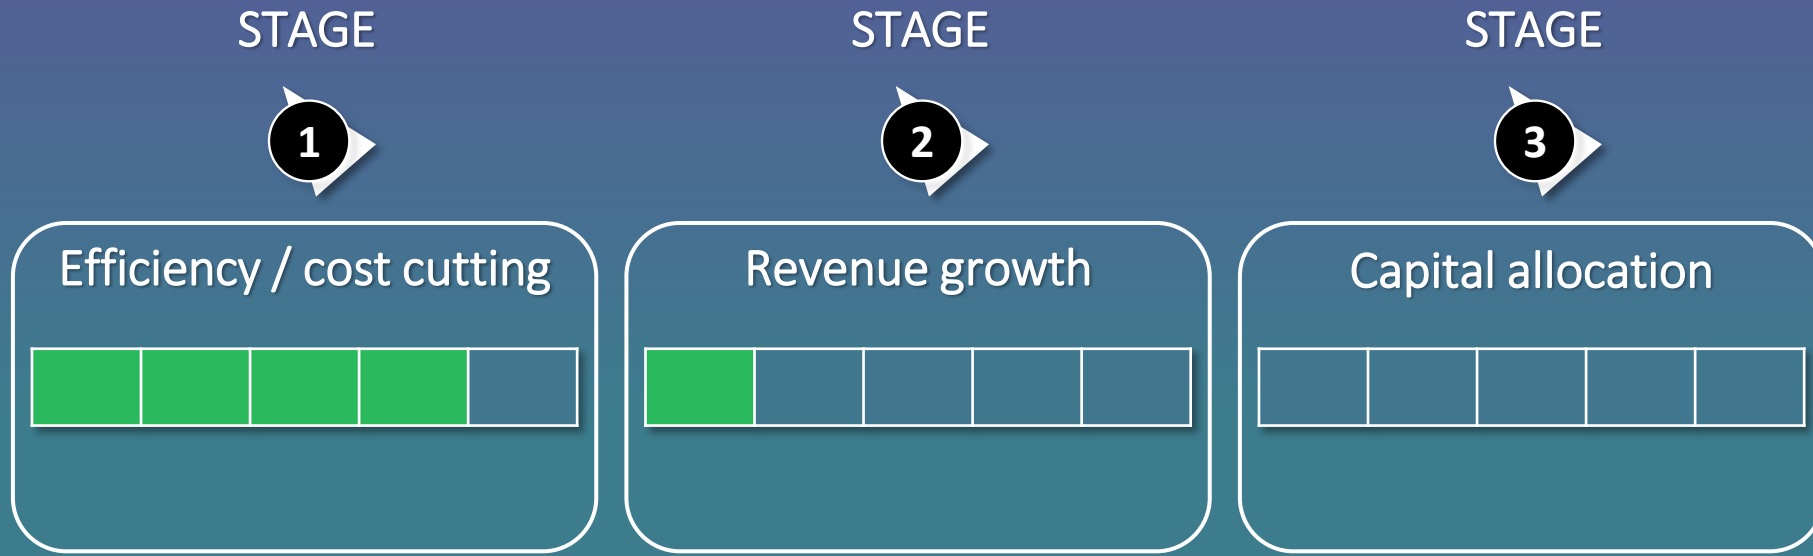 STAGE
1
Efficiency / cost cutting
STAGE
2
Revenue growth
STAGE
3
Capital allocation